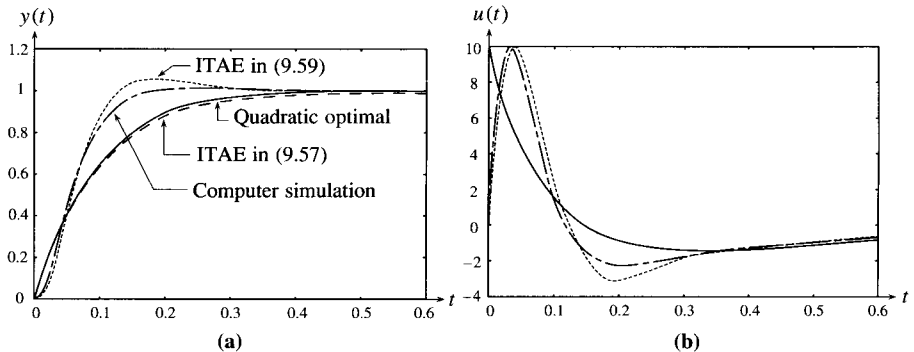 y(t)
1.2
1
0.8
0.6
0.4
0.2
0
0
0.1
0.2
0.3
0.4
0.5
0.6
t
ITAE in (9.59)
Quadratic optimal
ITAE in (9.57)
Computer simulation
(a)
u(t)
10
8
6
4
2
0
−2
−4
0
0.1
0.2
0.3
0.4
0.5
0.6
t
(b)